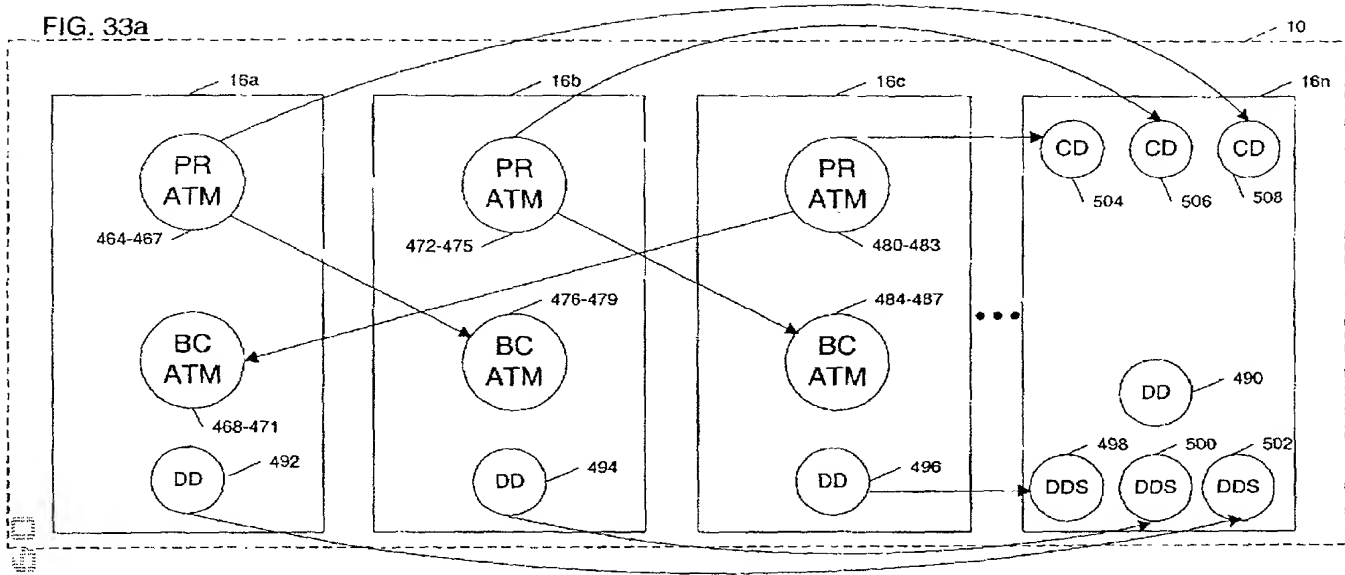 FIG. 33a
10
16a
16b
16c
16n
PR
ATM
464-467
PR
ATM
472-475
PR
ATM
480-483
CD
504
CD
506
CD
508
BC
ATM
468-471
476-479
BC
ATM
484-487
BC
ATM
•••
DD
490
DD
492
DD
494
DD
496
498
DDS
500
DDS
502
DDS